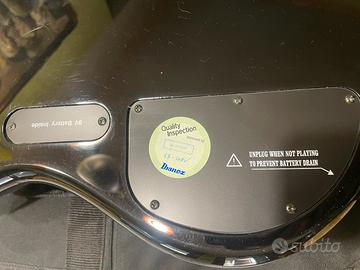 9V Battery Inside
Quality
Inspection
Ibanez
UNPLUG WHEN NOT PLAYING
TO PREVENT BATTERY DRAIN
subito